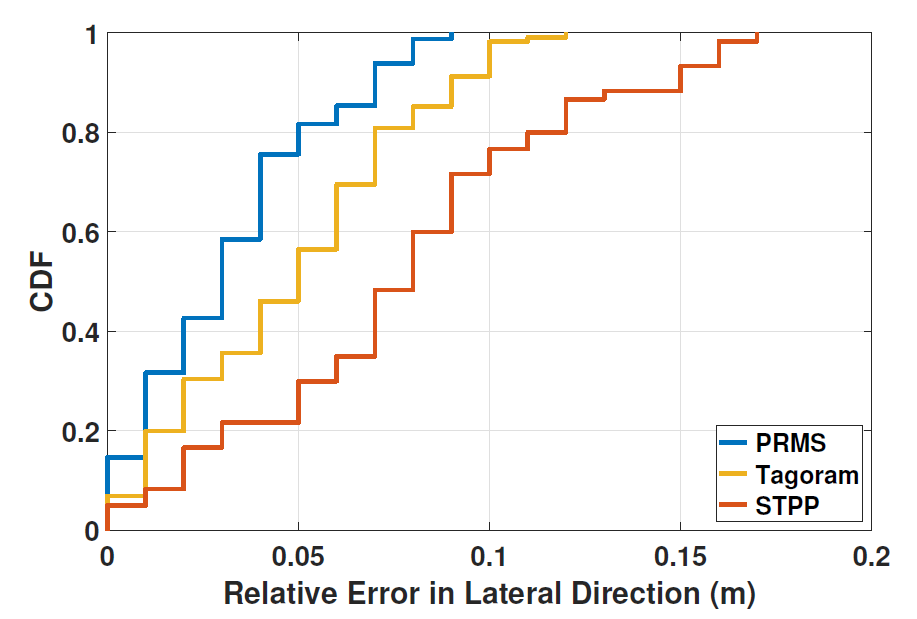 1
0.8
0.6
0.4
0.2
0
CDF
0
0.05
0.1
0.15
0.2
Relative Error in Lateral Direction (m)
PRMS
Tagoram
STPP